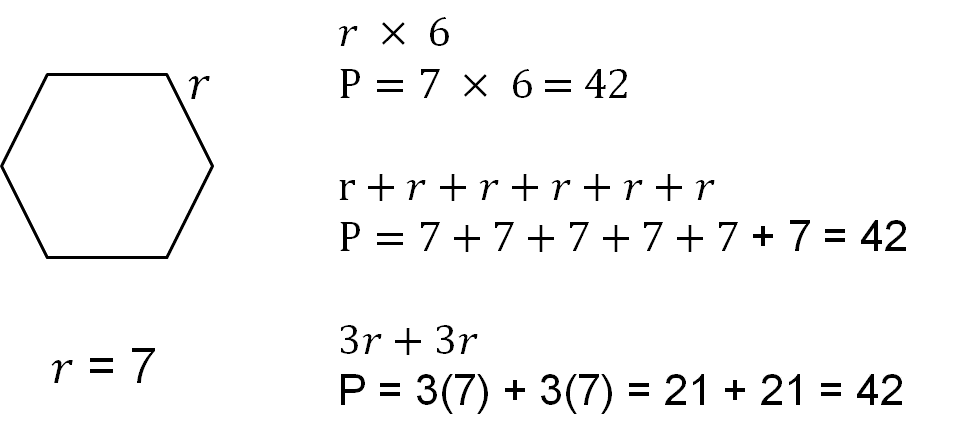 r
r × 6
P = 7 × 6 = 42
r + r + r + r + r + r
P = 7 + 7 + 7 + 7 + 7 + 7 = 42
r = 7
3r + 3r
P = 3(7) + 3(7) = 21 + 21 = 42